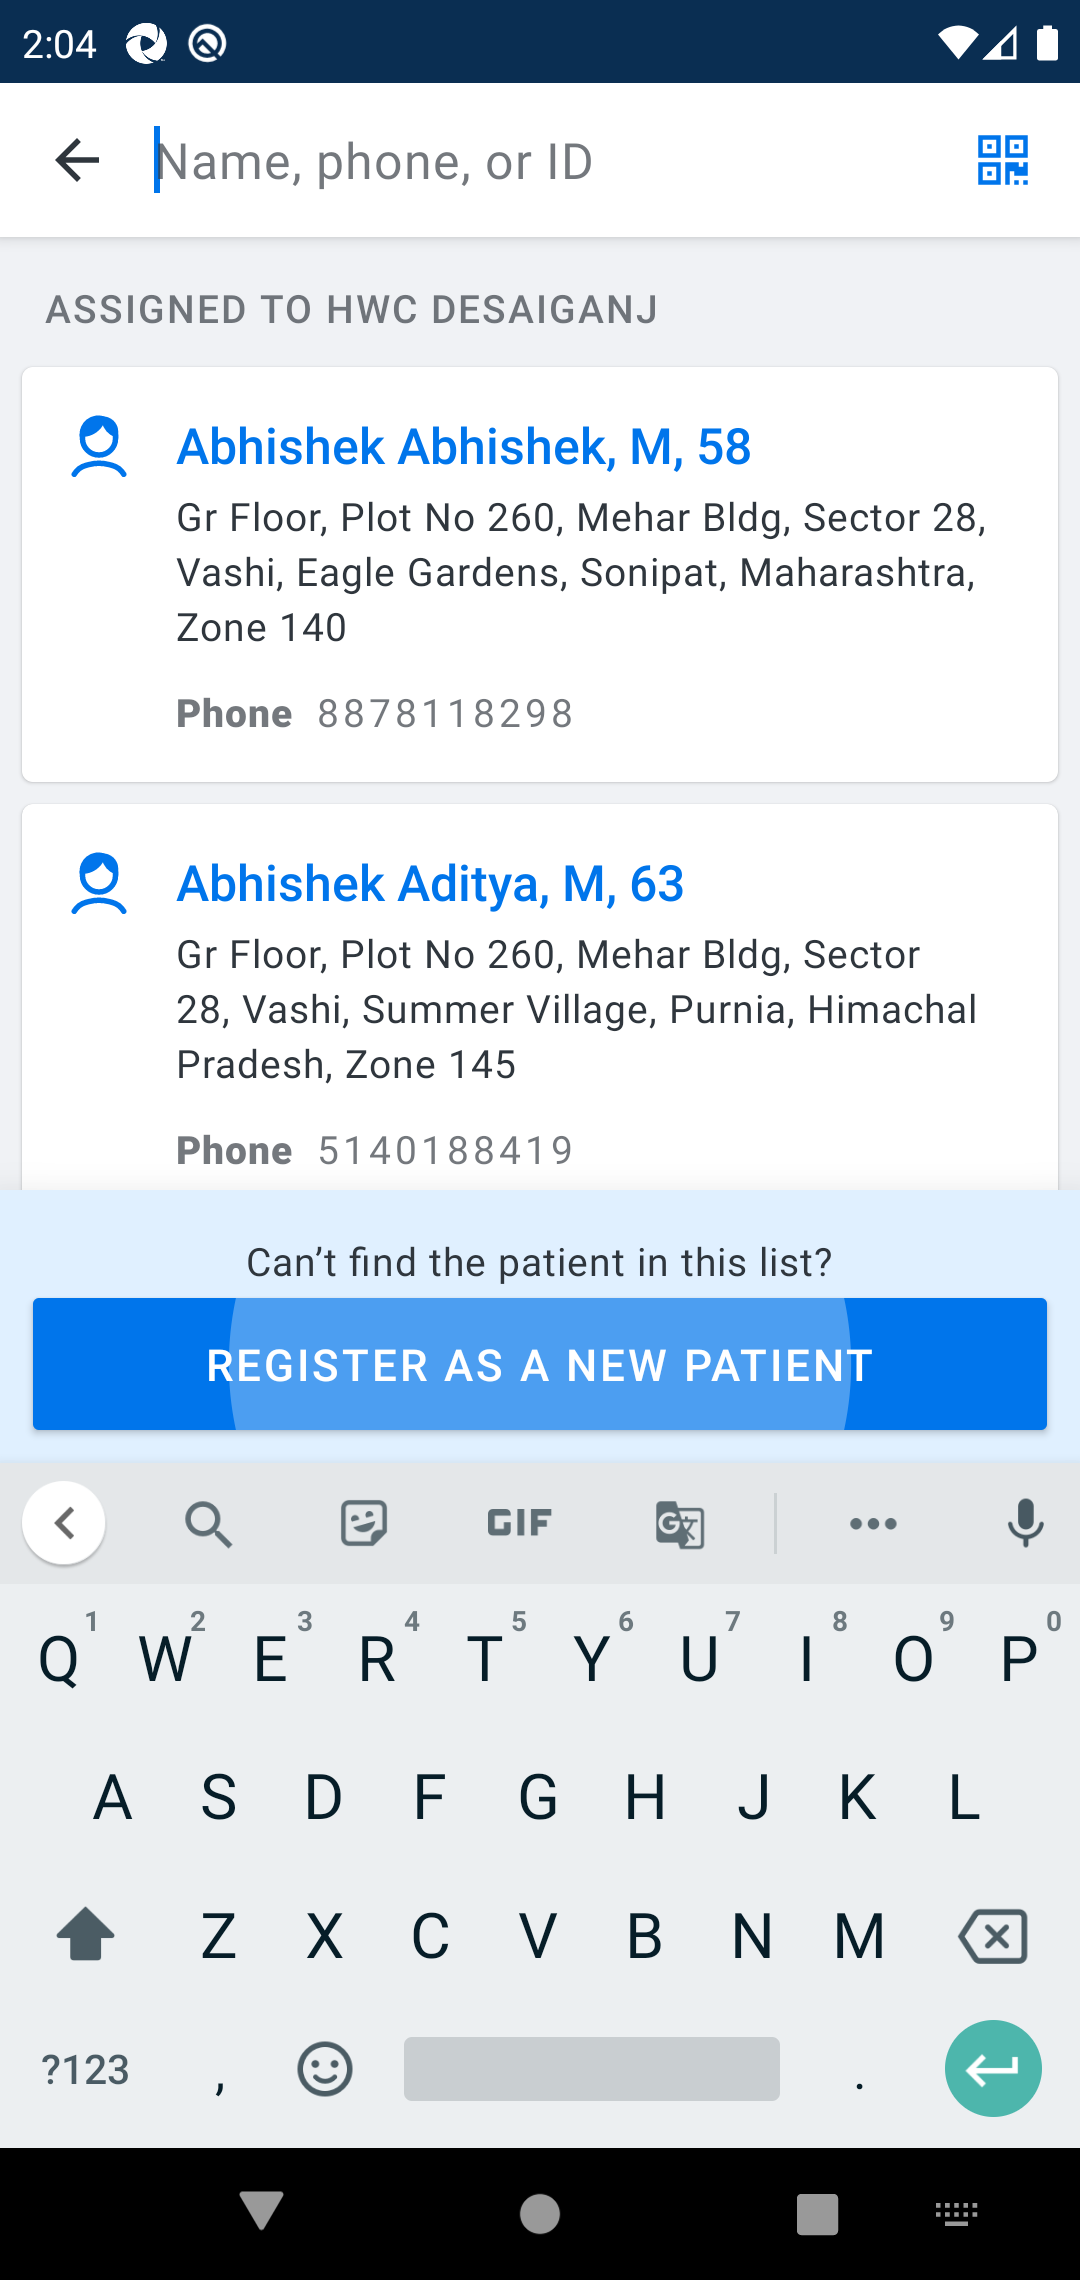 2:04
Name, phone, or ID
ASSIGNED TO HWC DESAIGANJ
Abhishek Abhishek, M, 58
Gr Floor, Plot No 260, Mehar Bldg, Sector 28,
Vashi, Eagle Gardens, Sonipat, Maharashtra,
Zone 140
Phone 8878118298
Abhishek Aditya, M, 63
Gr Floor, Plot No 260, Mehar Bldg, Sector
28, Vashi, Summer Village, Purnia, Himachal
Pradesh, Zone 145
Phone 5140188419
Can’t find the patient in this list?
REGISTER AS A NEW PATIENT
GIF
1 2 3 4 5 6 7 8 9 0
Q W E R T Y U I O P
A S D F G H J K L
Z X C V B N M
?123 , .